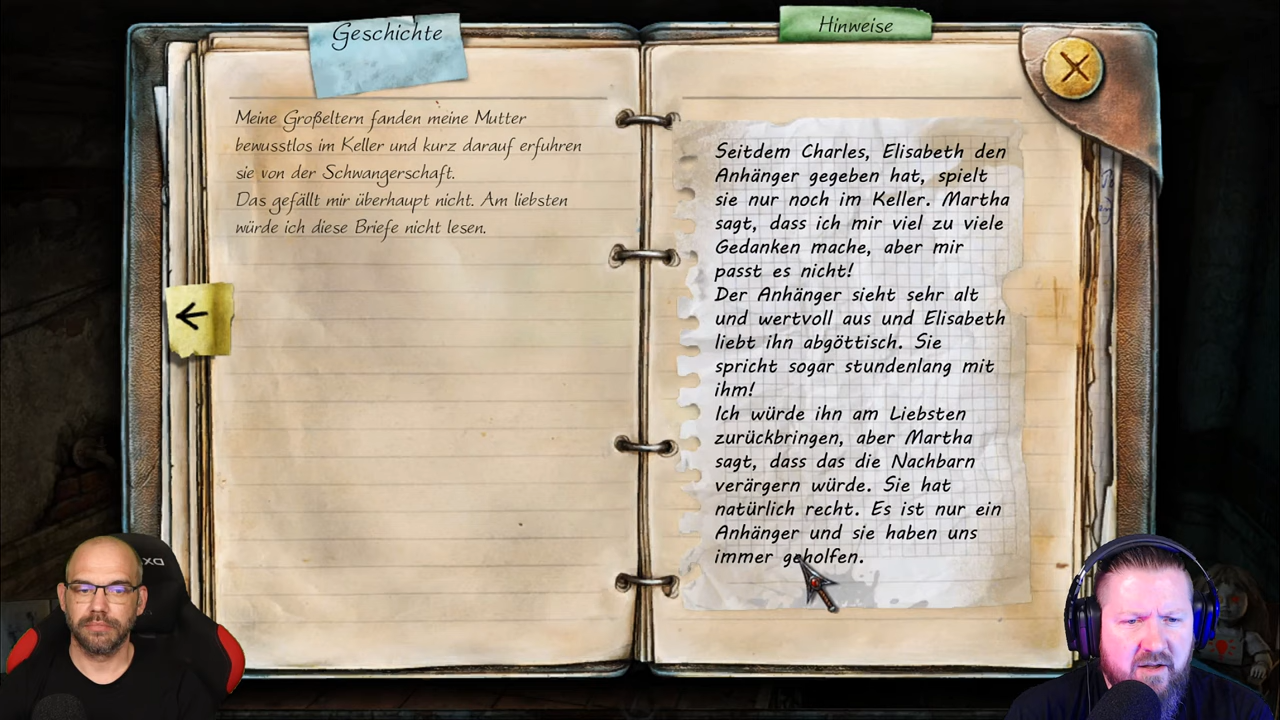 Geschichte
Meine Großeltern fanden meine Mutter
bewusstlos im Keller und kurz darauf erfuhren
sie von der Schwangerschaft.
Das gefällt mir überhaupt nicht. Am liebsten
würde ich diese Briefe nicht lesen.
Hinweise
Seitdem Charles, Elisabeth den
Anhänger gegeben hat, spielt
sie nur noch im Keller. Martha
sagt, dass ich mir viel zu viele
Gedanken mache, aber mir
passt es nicht!
Der Anhänger sieht sehr alt
und wertvoll aus und Elisabeth
liebt ihn abgöttisch. Sie
spricht sogar stundenlang mit
ihm!
Ich würde ihn am Liebsten
zurückbringen, aber Martha
sagt, dass das die Nachbarn
verärgern würde. Sie hat
natürlich recht. Es ist nur ein
Anhänger und sie haben uns
immer geholfen.